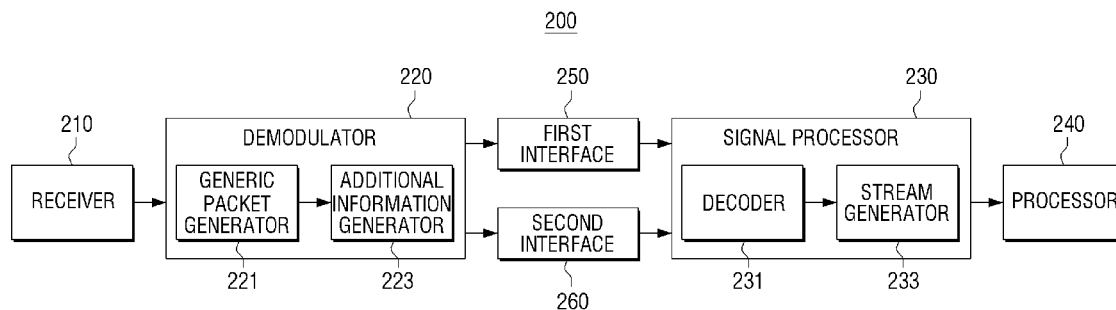 200
210
RECEIVER
220
DEMODULATOR
GENERIC
PACKET
GENERATOR
221
ADDITIONAL
INFORMATION
GENERATOR
223
250
FIRST
INTERFACE
SECOND
INTERFACE
260
230
SIGNAL PROCESSOR
DECODER
231
STREAM
GENERATOR
233
240
PROCESSOR